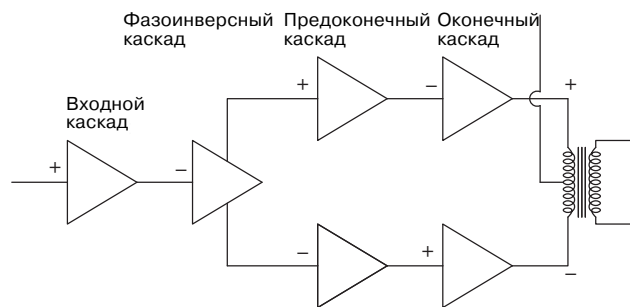 Фазоинверсный
каскад
Предоконечный
каскад
Оконечный
каскад
Входной
каскад
+ − + −
+ −
− + −